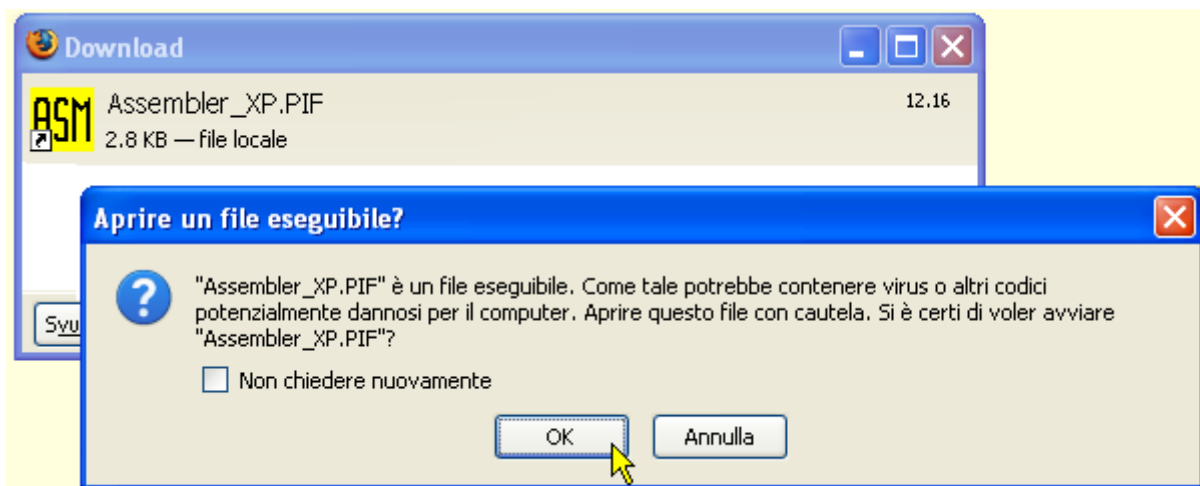 Download
ASM
Assembler_XP.PIF
12.16
2.8 KB — file locale
Aprire un file eseguibile?
"Assembler_XP.PIF" è un file eseguibile. Come tale potrebbe contenere virus o altri codici
potenzialmente dannosi per il computer. Aprire questo file con cautela. Si è certi di voler avviare
"Assembler_XP.PIF"?
Svu
Non chiedere nuovamente
OK
Annulla